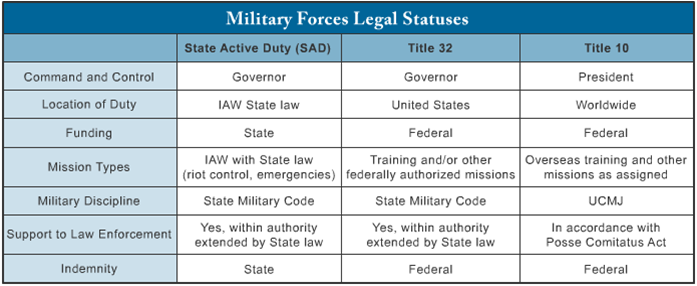 Military Forces Legal Statuses
State Active Duty (SAD) Title 32 Title 10
Command and Control Governor Governor President
Location of Duty IAW State law United States Worldwide
Funding State Federal Federal
Mission Types IAW with State law Training and/or other Overseas training and other
(riot control, emergencies) federally authorized missions missions as assigned
Military Discipline State Military Code State Military Code UCMJ
Support to Law Enforcement Yes, within authority Yes, within authority In accordance with
extended by State law extended by State law Posse Comitatus Act
Indemnity State Federal Federal